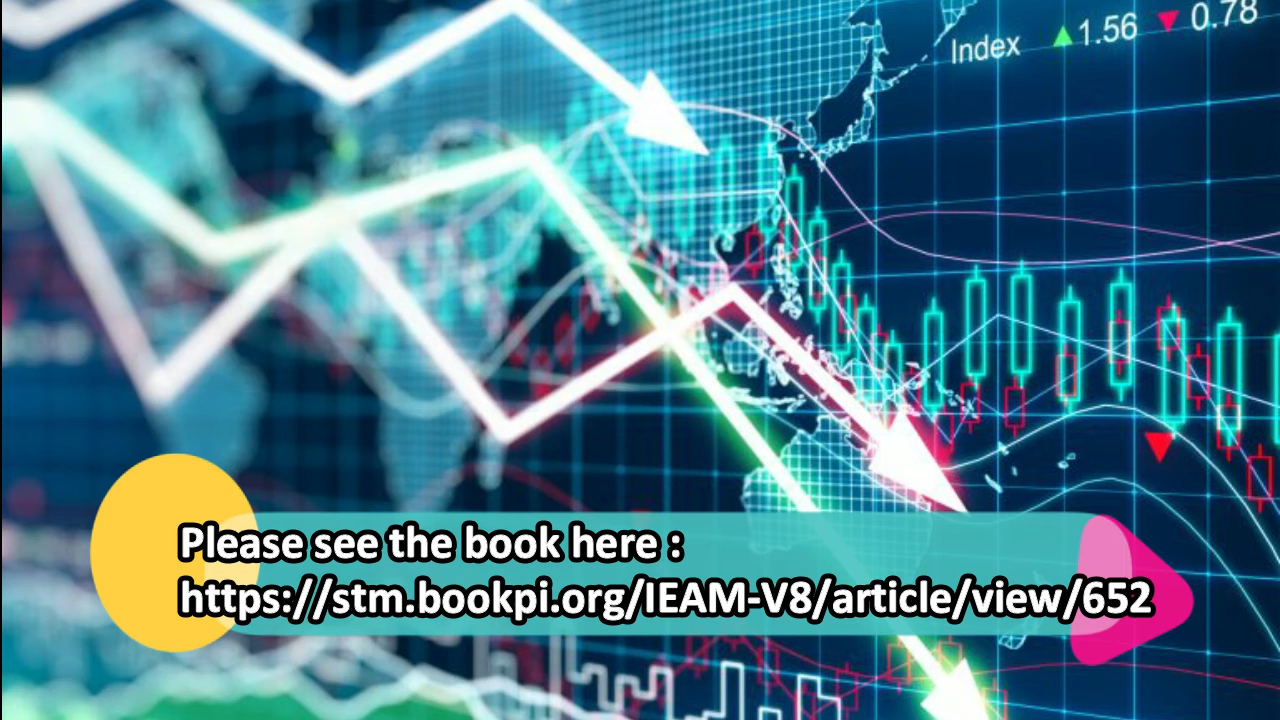 Index ▲1.56 ▼ 0.78
Please see the book here :
https://stm.bookpi.org/IEAM-V8/article/view/652